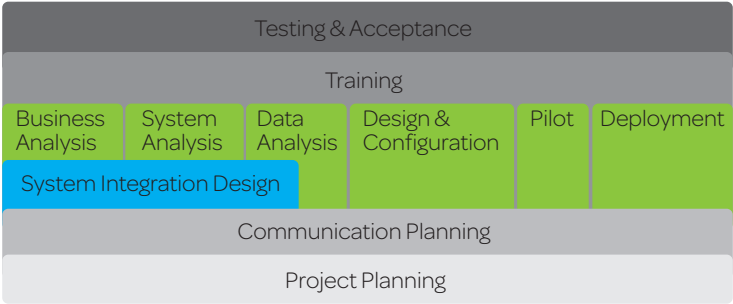 Testing & Acceptance
Training
Business
Analysis
System
Analysis
Data
Analysis
Design &
Configuration
Pilot
Deployment
System Integration Design
Communication Planning
Project Planning